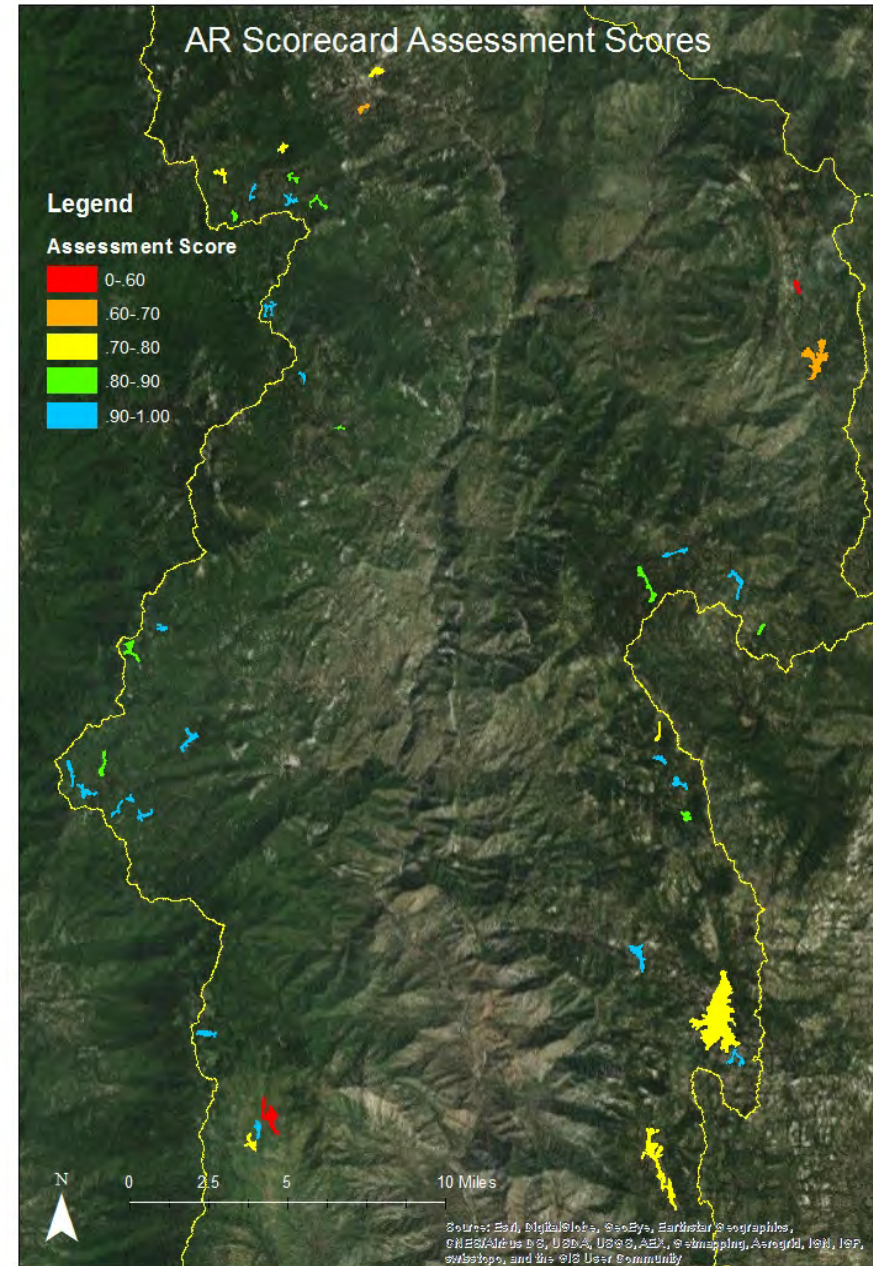 AR Scorecard Assessment Scores
Legend
Assessment Score
0-.60
.60-.70
.70-.80
.80-.90
.90-1.00
N
0 2.5 5 10 Miles
Source: Esri, DigitalGlobe, GeoEye, Earthstar Geographics,
CNES/Airbus DS, USDA, USGS, AEX, Getmapping, Aerogrid, IGN, IGP,
swisstopo, and the GIS User Community